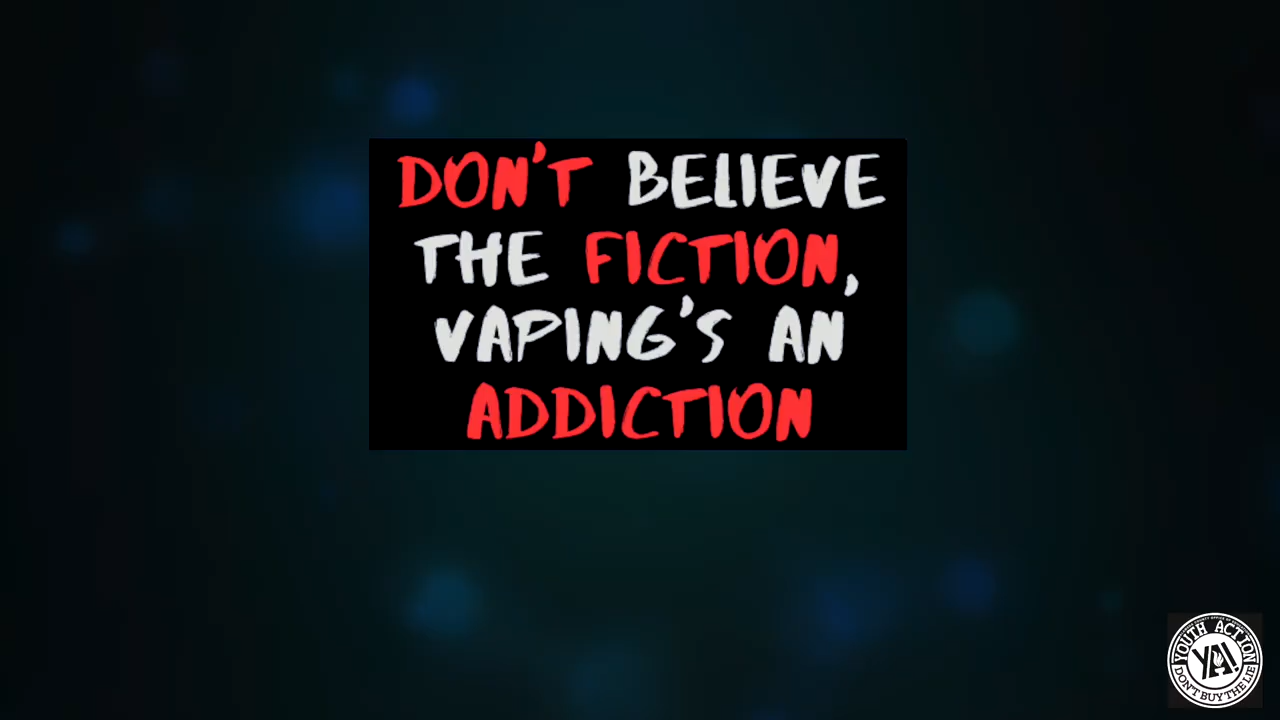 DON'T BELIEVE
THE FICTION,
VAPING'S AN
ADDICTION
YOUTH ACTION
YA!
DON'T BUY THE LIE